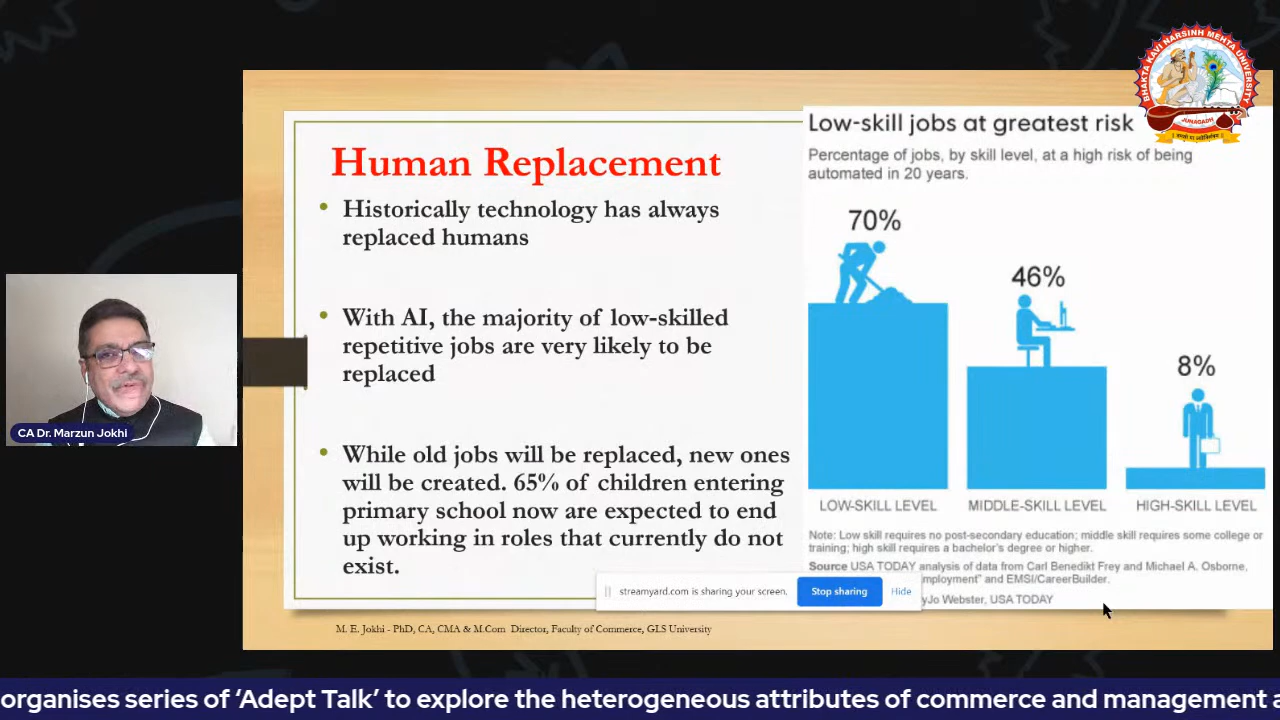 BHAKTA KAVI NARSINH MEHTA UNIVERSITY
JUNAGADH
Human Replacement
• Historically technology has always
replaced humans
• With AI, the majority of low-skilled
repetitive jobs are very likely to be
replaced
• While old jobs will be replaced, new ones
will be created. 65% of children entering
primary school now are expected to end
up working in roles that currently do not
exist.
Low-skill jobs at greatest risk
Percentage of jobs, by skill level, at a high risk of being
automated in 20 years.
70%
46%
8%
LOW-SKILL LEVEL
MIDDLE-SKILL LEVEL
HIGH-SKILL LEVEL
Note: Low skill requires no post-secondary education; middle skill requires some college or
training; high skill requires a bachelor's degree or higher.
Source USA TODAY analysis of data from Carl Benedikt Frey and Michael A. Osborne,
mployment" and EMSI/CareerBuilder.
yJo Webster, USA TODAY
streamyard.com is sharing your screen.
Stop sharing
Hide
M. E. Jokhi - PhD, CA, CMA & M.Com Director, Faculty of Commerce, GLS University
CA Dr. Marzun Jokhi
organises series of 'Adept Talk' to explore the heterogeneous attributes of commerce and management a